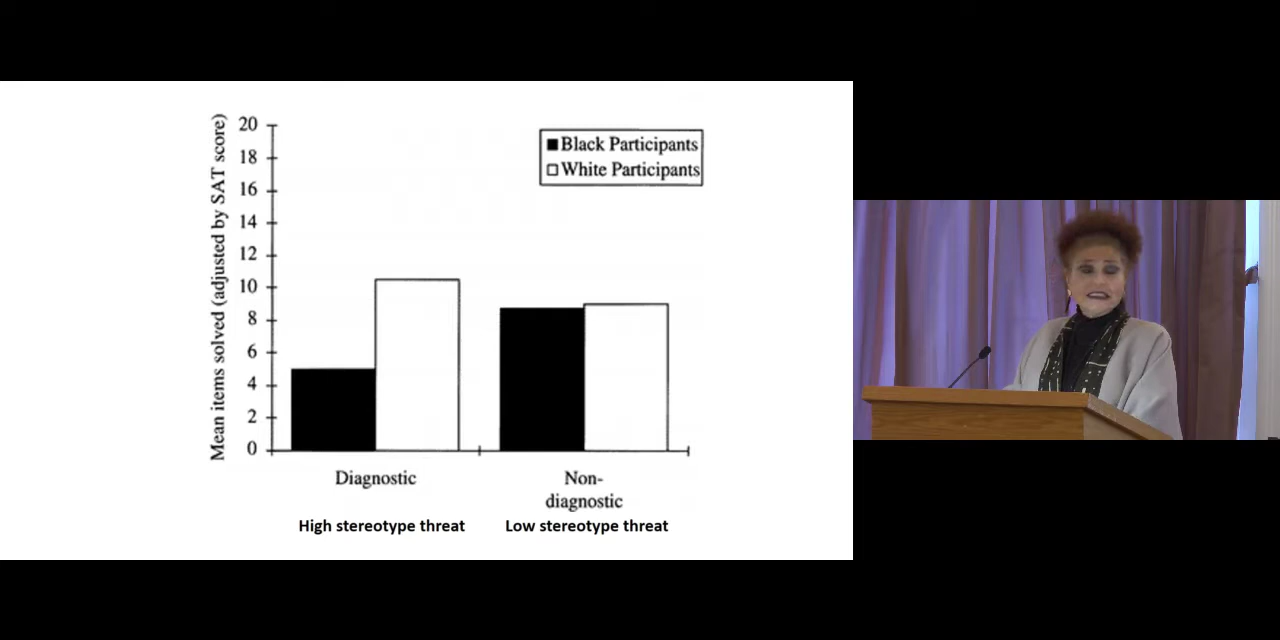 Mean items solved (adjusted by SAT score)
20
18
16
14
12
10
8
6
4
2
0
Black Participants
White Participants
Diagnostic
Non-
diagnostic
High stereotype threat
Low stereotype threat